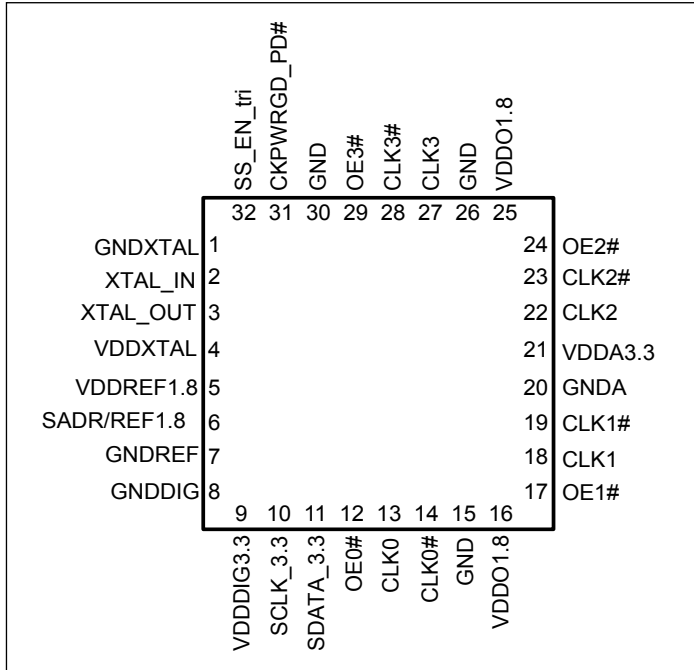 SS_EN_tri
CKPWRGD_PD#
GND
OE3#
CLK3#
CLK3
GND
VDDO1.8
32 31 30 29 28 27 26 25
GNDXTAL 1
XTAL_IN 2
XTAL_OUT 3
VDDXTAL 4
VDDREF1.8 5
SADR/REF1.8 6
GNDREF 7
GNDDIG 8
24 OE2#
23 CLK2#
22 CLK2
21 VDDA3.3
20 GNDA
19 CLK1#
18 CLK1
17 OE1#
9 10 11 12 13 14 15 16
VDDDIG3.3
SCLK_3.3
SDATA_3.3
OE0#
CLK0
CLK0#
GND
VDDO1.8